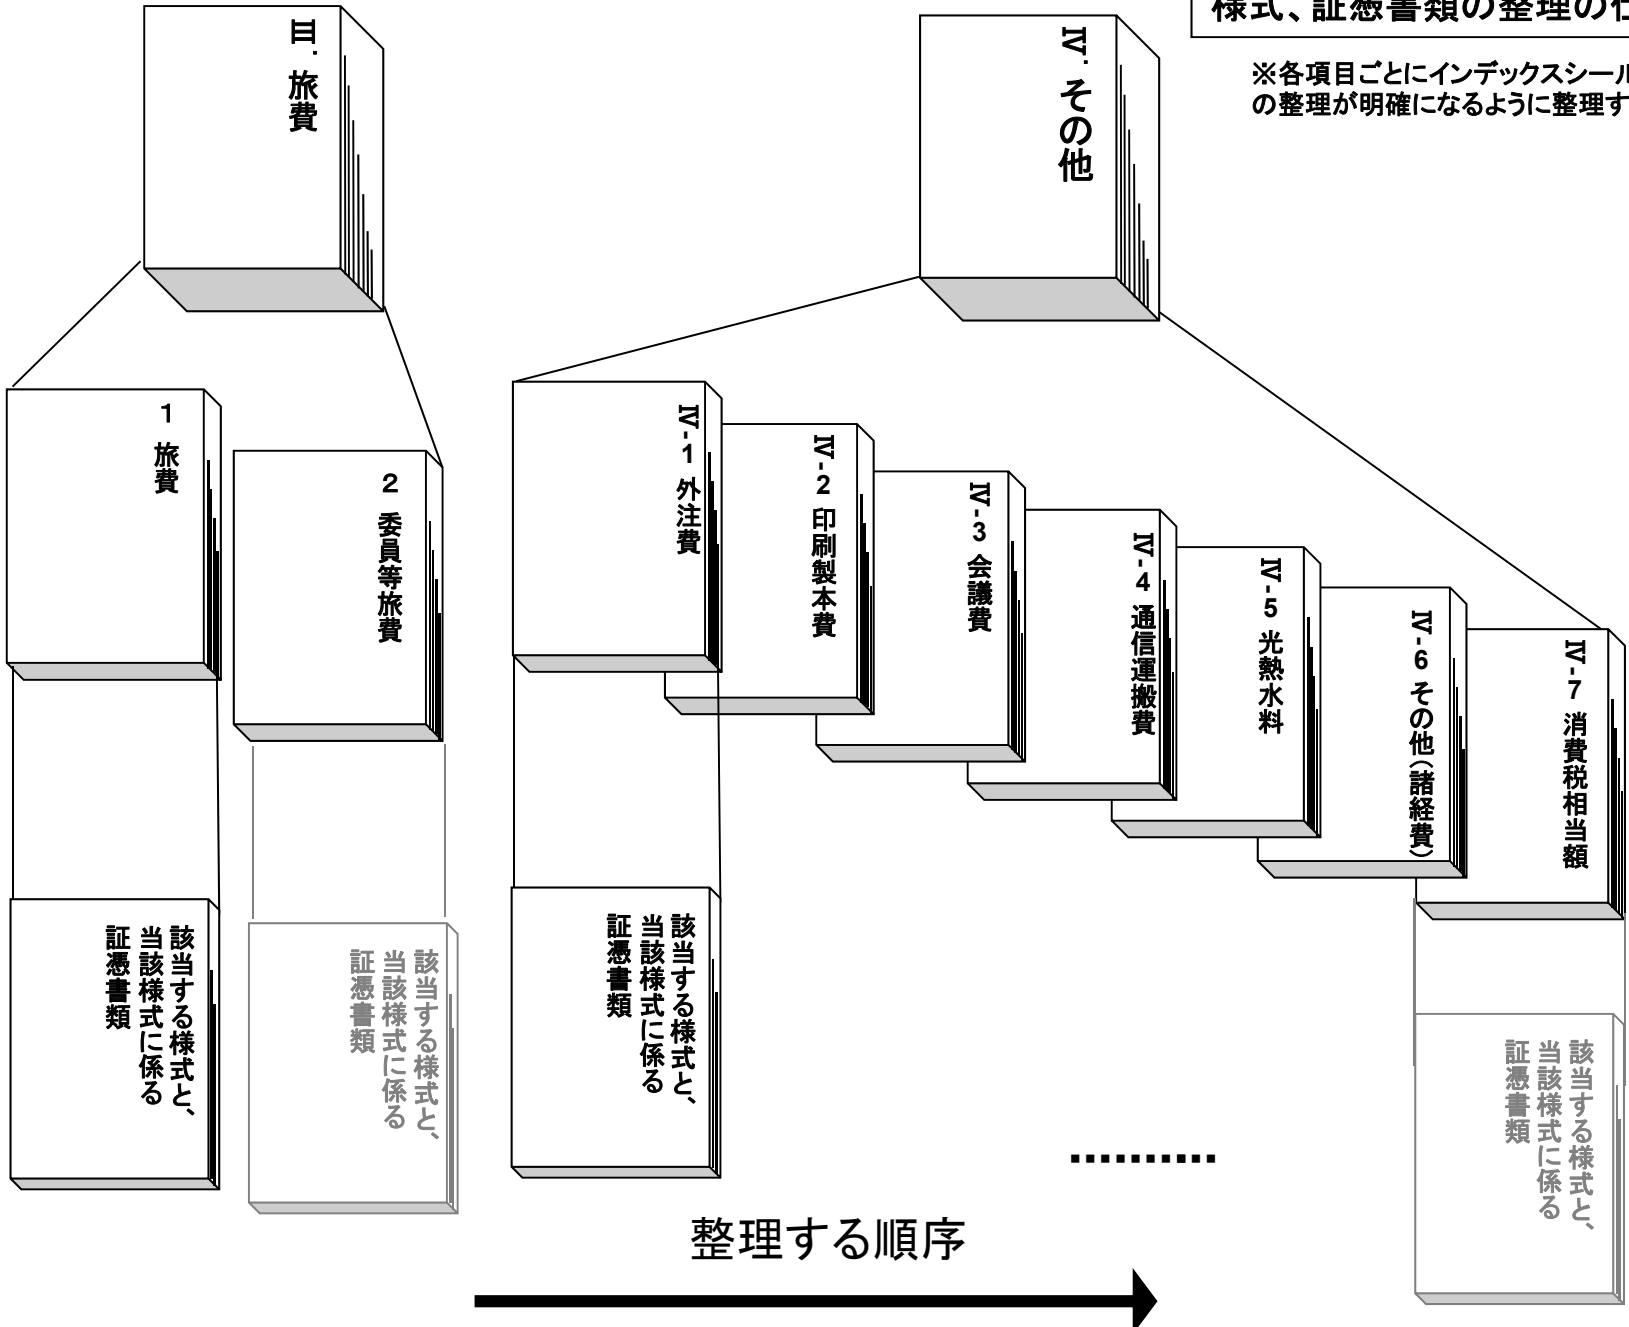 様式、証憑書類の整理の仕
※各項目ごとにインデックスシール
の整理が明確になるように整理す
Ⅲ．旅費
Ⅳ．その他
１ 旅費
２ 委員等旅費
Ⅳ-1 外注費
Ⅳ-2 印刷製本費
Ⅳ-3 会議費
Ⅳ-4 通信運搬費
Ⅳ-5 光熱水料
Ⅳ-6 その他（諸経費）
Ⅳ-7 消費税相当額
該当する様式と、
当該様式に係る
証憑書類
該当する様式と、
当該様式に係る
証憑書類
該当する様式と、
当該様式に係る
証憑書類
該当する様式と、
当該様式に係る
証憑書類
整理する順序